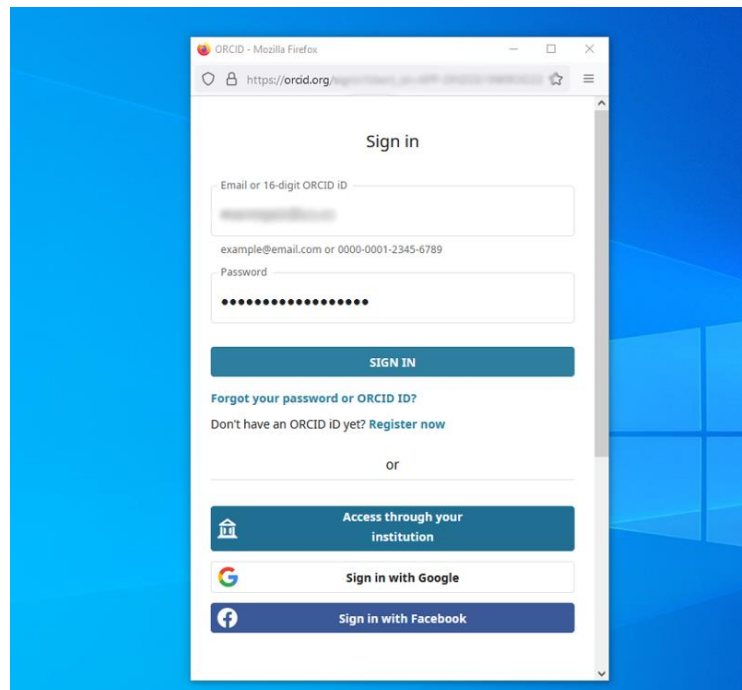 ORCID - Mozilla Firefox
https://orcid.org/
Sign in
Email or 16-digit ORCID iD
example@email.com or 0000-0001-2345-6789
Password
SIGN IN
Forgot your password or ORCID ID?
Don't have an ORCID iD yet? Register now
or
Access through your
institution
Sign in with Google
Sign in with Facebook